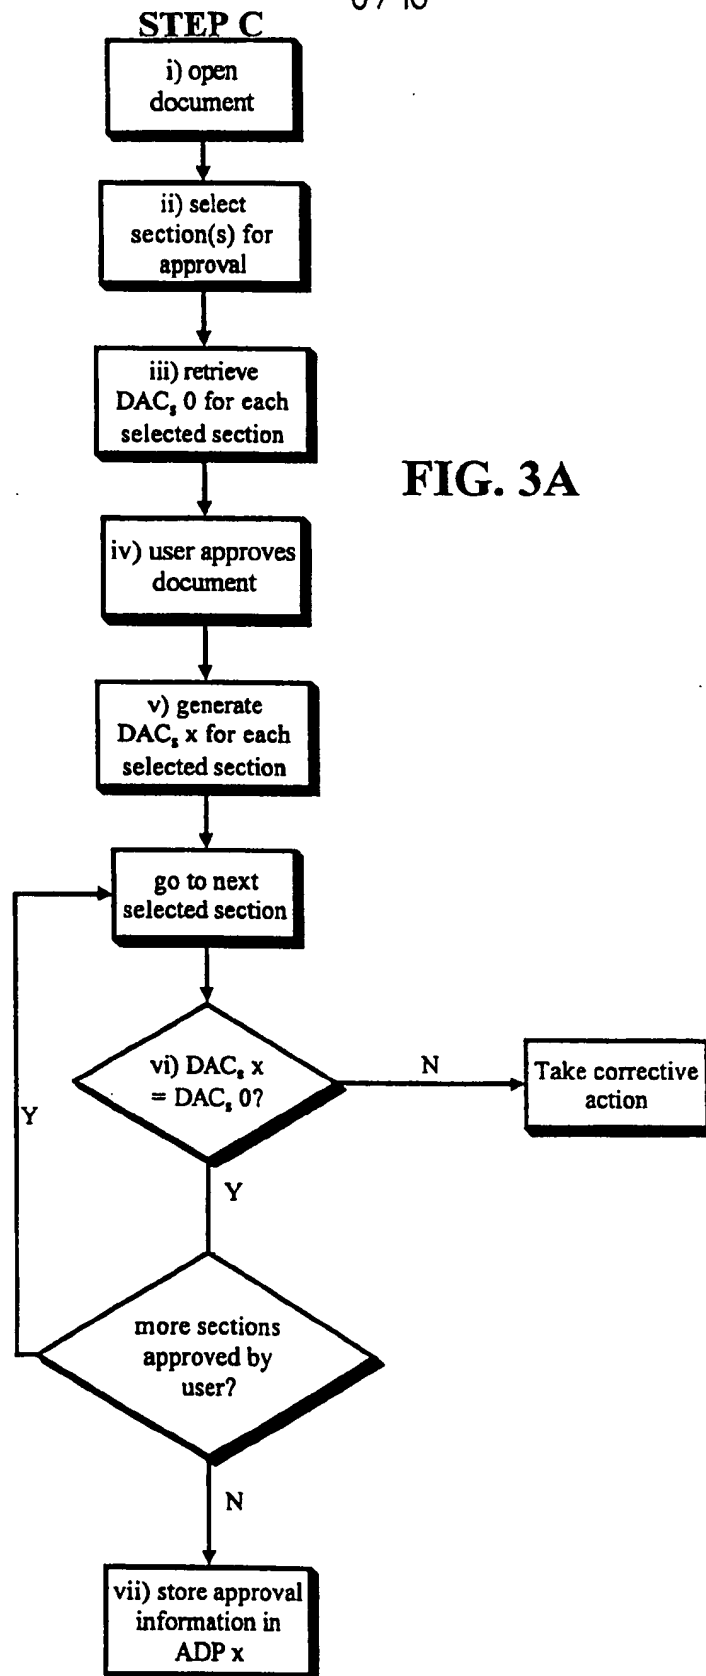 STEP C
i) open
document
ii) select
section(s) for
approval
iii) retrieve
DACs 0 for each
selected section
FIG. 3A
iv) user approves
document
v) generate
DACs x for each
selected section
go to next
selected section
vi) DACs x
= DACs 0?
N
Take corrective
action
Y
Y
more sections
approved by
user?
N
vii) store approval
information in
ADP x